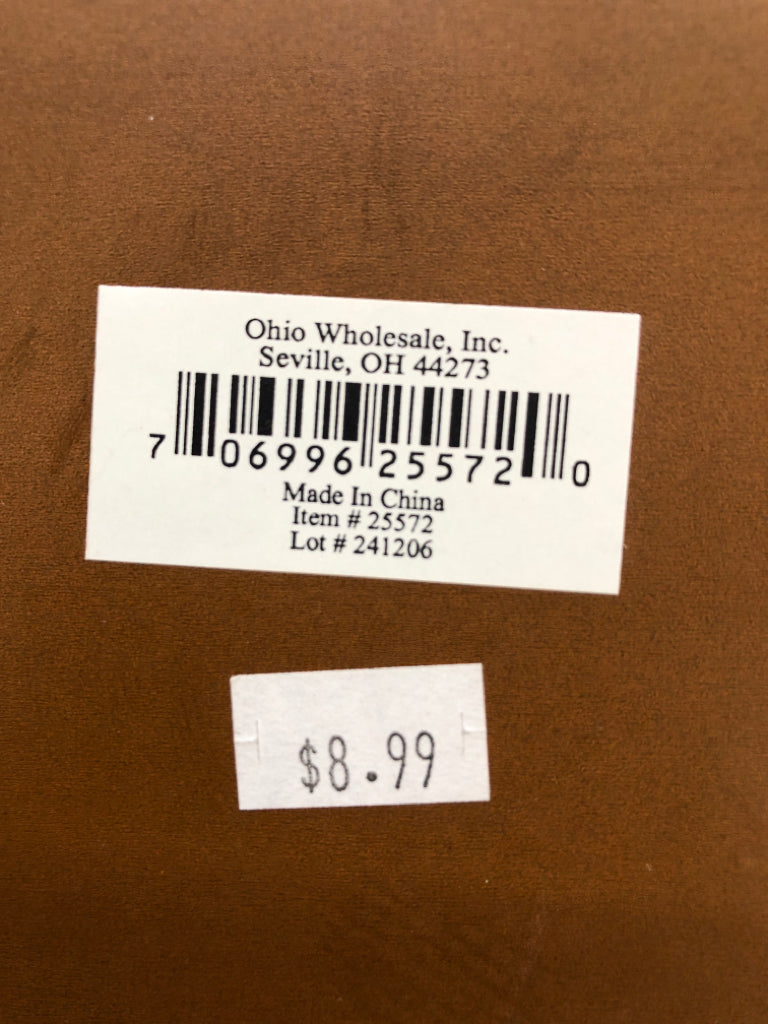 Ohio Wholesale, Inc.
Seville, OH 44273
7 06996 25572 0
Made In China
Item # 25572
Lot # 241206
$8.99